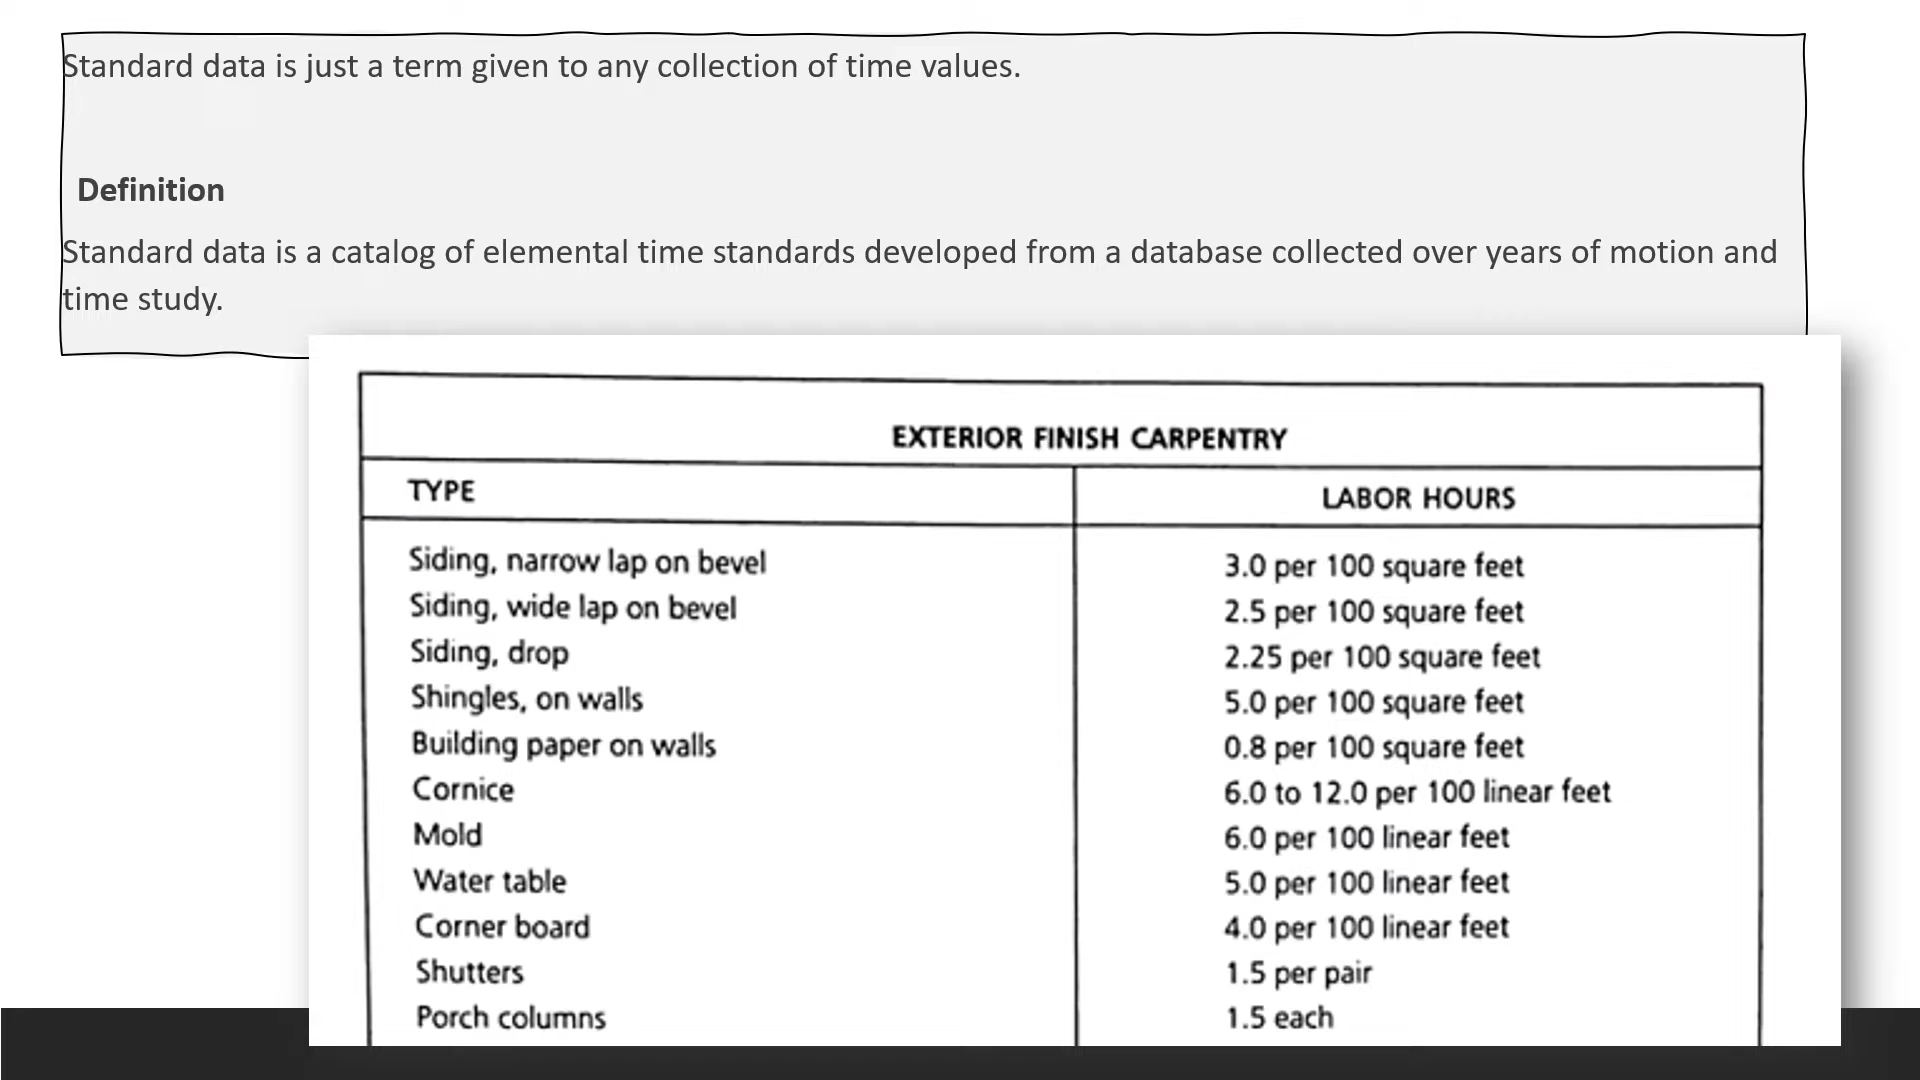 Standard data is just a term given to any collection of time values.
Definition
Standard data is a catalog of elemental time standards developed from a database collected over years of motion and
time study.
EXTERIOR FINISH CARPENTRY
TYPE LABOR HOURS
Siding, narrow lap on bevel 3.0 per 100 square feet
Siding, wide lap on bevel 2.5 per 100 square feet
Siding, drop 2.25 per 100 square feet
Shingles, on walls 5.0 per 100 square feet
Building paper on walls 0.8 per 100 square feet
Cornice 6.0 to 12.0 per 100 linear feet
Mold 6.0 per 100 linear feet
Water table 5.0 per 100 linear feet
Corner board 4.0 per 100 linear feet
Shutters 1.5 per pair
Porch columns 1.5 each